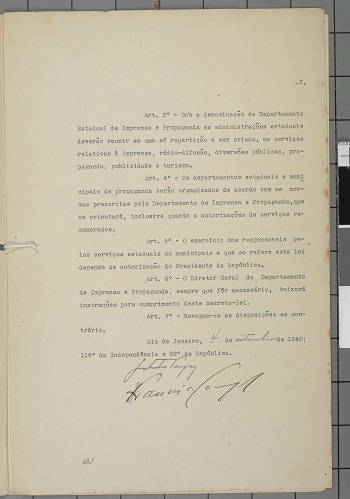 .2.
Art. 3º - Sob a denominação de Departamento
Estadual de Imprensa e Propaganda as administrações estaduais
deverão reunir em uma só repartição a ser criada, os serviços
relativos à imprensa, rádio-difusão, diversões públicas, pro-
paganda, publicidade e turismo.
Art. 4º - Os departamentos estaduais e muni
cipais de propaganda serão organizados de acordo com as nor-
mas prescritas pelo Departamento de Imprensa e Propaganda,que
os orientará, inclusive quanto a autorizações de serviços re-
munerados.
Art. 5º - O exercício dos responsaveis pe-
los serviços estaduais ou municipais a que se refere esta lei
depende de autorização do Presidente da República.
Art. 6º - O Diretor Geral do Departamento
de Imprensa e Propaganda, sempre que fôr necessário, baixará
instruções para cumprimento deste decreto-lei.
Art. 7º - Revogam-se as disposições em con-
trário.
Rio de Janeiro, 4 de setembro de 1940;
119º da Independência e 52º da República.
Getulio Vargas
Francisco Campos